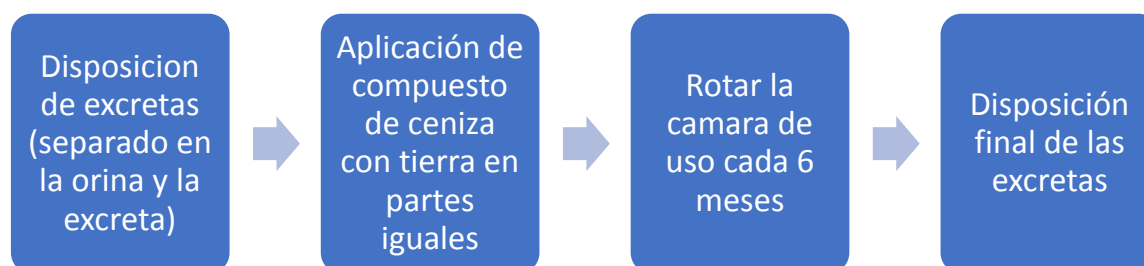 Disposicion
de excretas
(separado en
la orina y la
excreta)
Aplicación de
compuesto
de ceniza
con tierra en
partes
iguales
Rotar la
camara de
uso cada 6
meses
Disposición
final de las
excretas